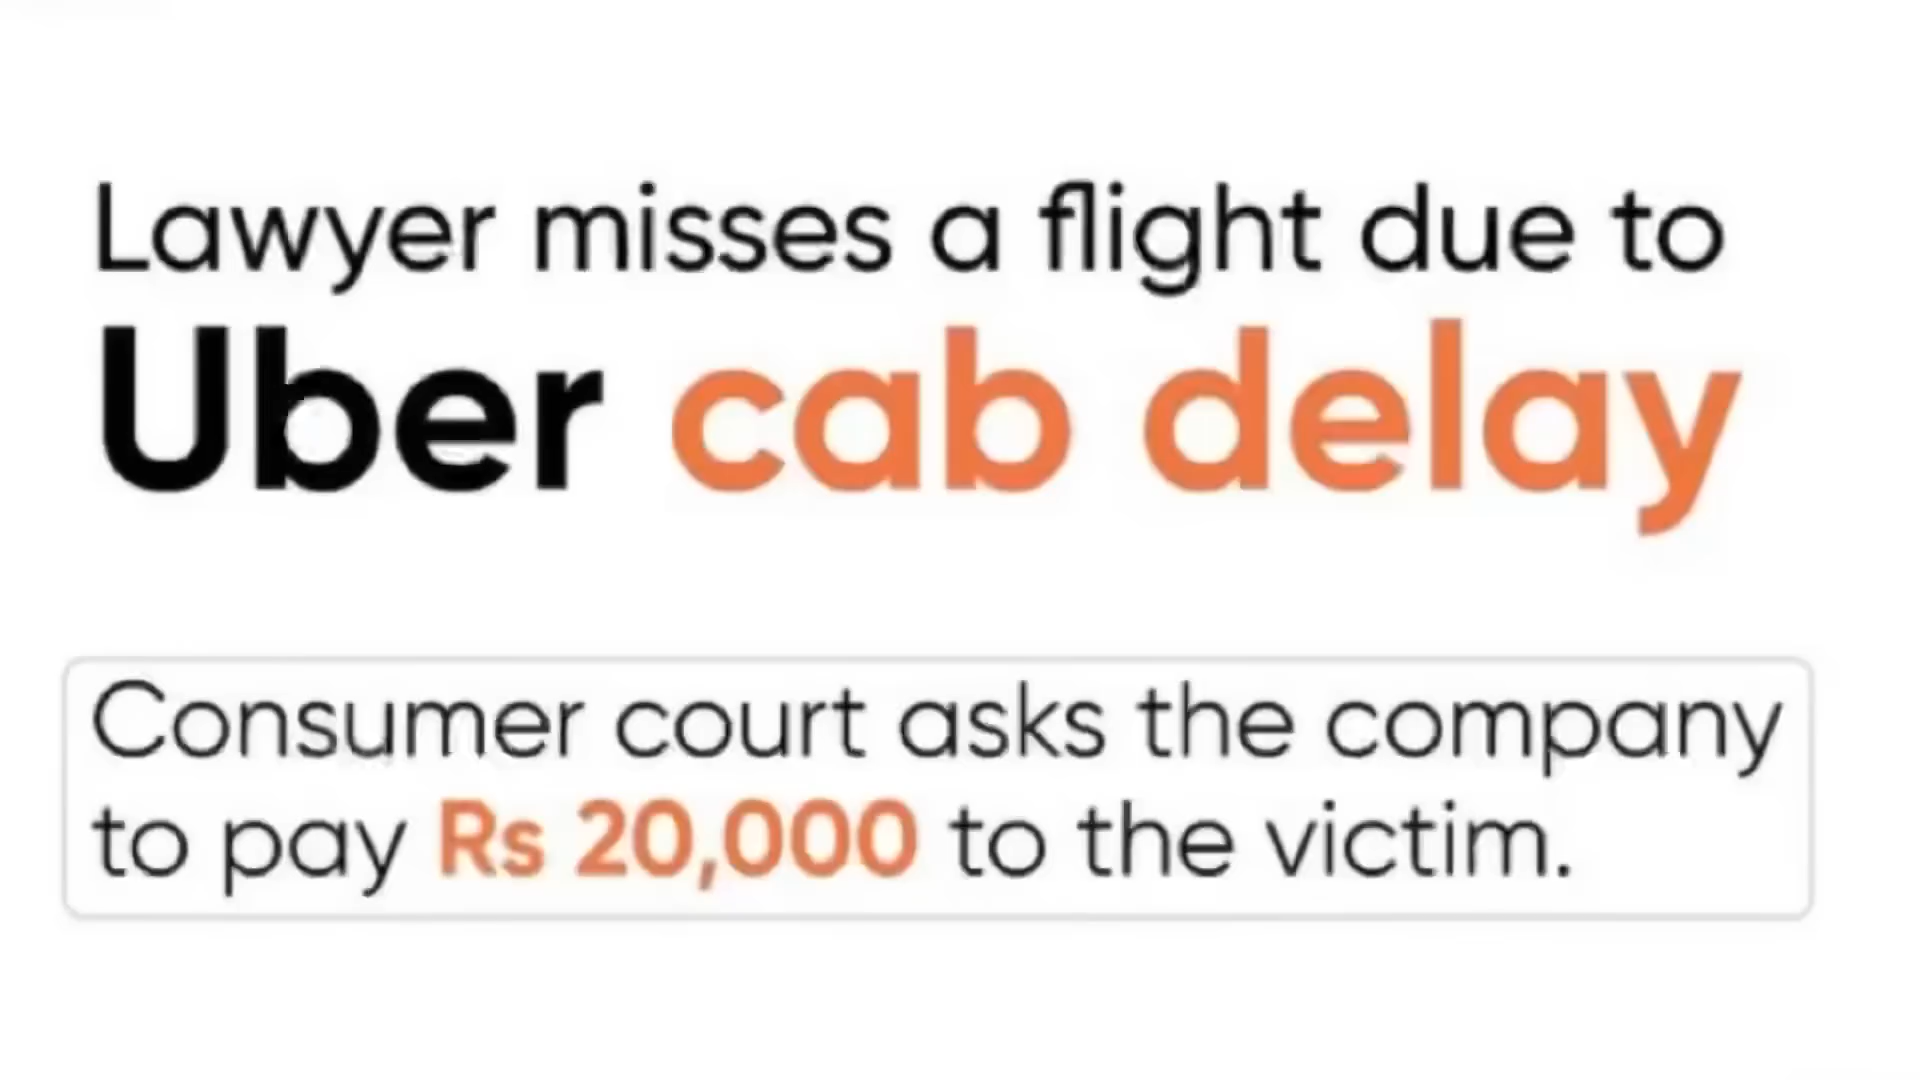 Lawyer misses a flight due to
Uber cab delay
Consumer court asks the company
to pay Rs 20,000 to the victim.